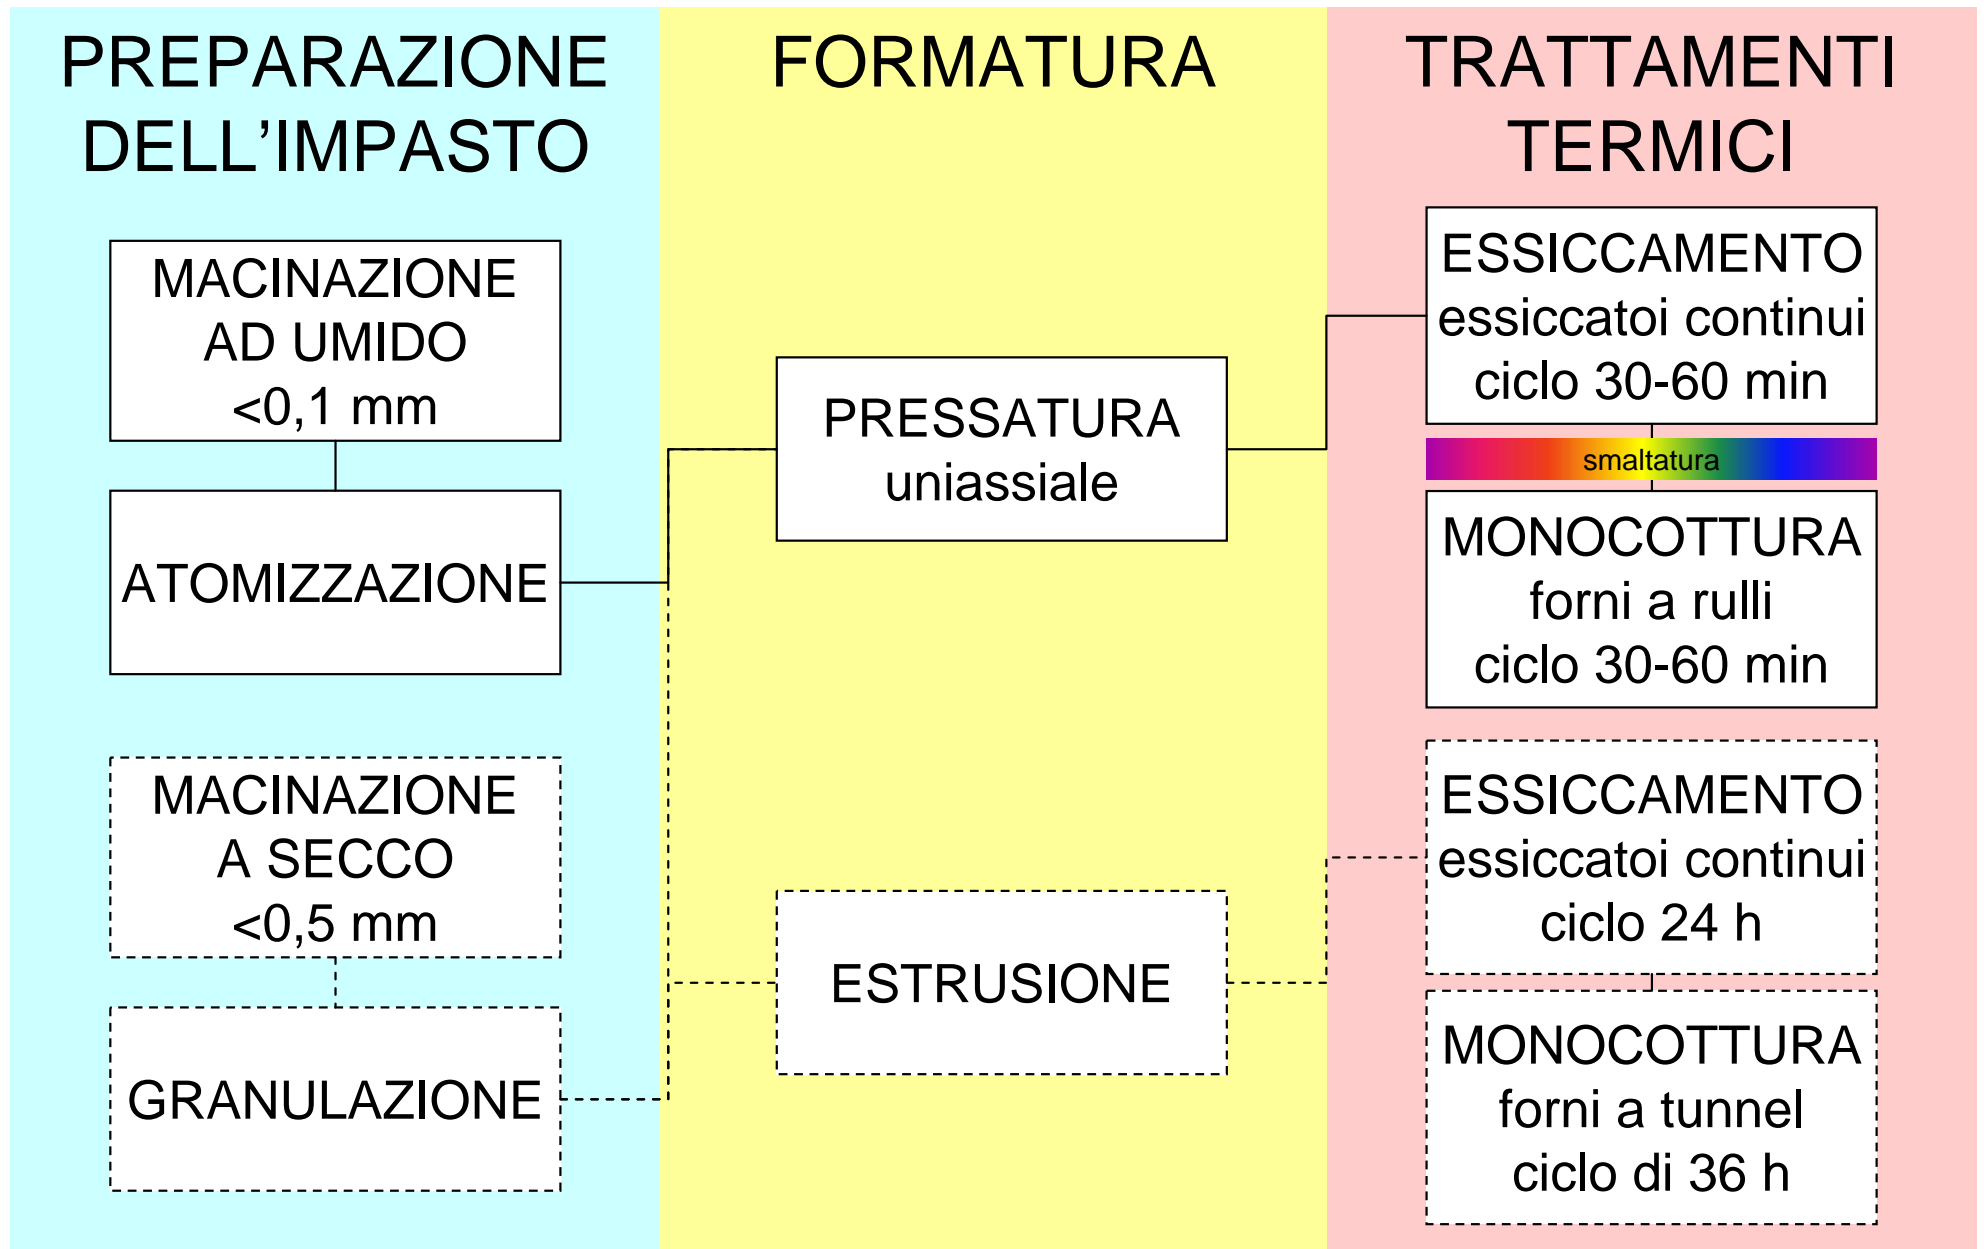 PREPARAZIONE
DELL’IMPASTO
MACINAZIONE
AD UMIDO
<0,1 mm
ATOMIZZAZIONE
MACINAZIONE
A SECCO
<0,5 mm
GRANULAZIONE
FORMATURA
PRESSATURA
uniassiale
ESTRUSIONE
TRATTAMENTI
TERMICI
ESSICCAMENTO
essiccatoi continui
ciclo 30-60 min
smaltatura
MONOCOTTURA
forni a rulli
ciclo 30-60 min
ESSICCAMENTO
essiccatoi continui
ciclo 24 h
MONOCOTTURA
forni a tunnel
ciclo di 36 h